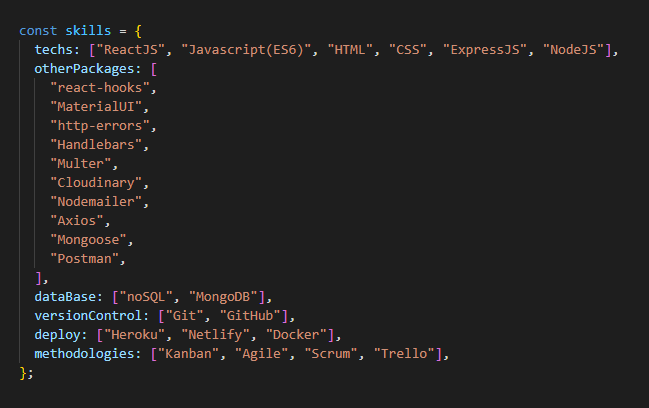 const skills = {
  techs: ["ReactJS", "Javascript(ES6)", "HTML", "CSS", "ExpressJS", "NodeJS"],
  otherPackages: [
    "react-hooks",
    "MaterialUI",
    "http-errors",
    "Handlebars",
    "Multer",
    "Cloudinary",
    "Nodemailer",
    "Axios",
    "Mongoose",
    "Postman",
  ],
  dataBase: ["noSQL", "MongoDB"],
  versionControl: ["Git", "GitHub"],
  deploy: ["Heroku", "Netlify", "Docker"],
  methodologies: ["Kanban", "Agile", "Scrum", "Trello"],
};